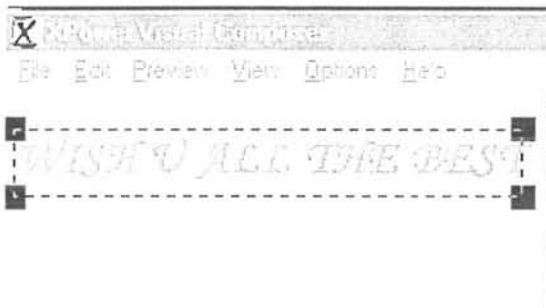 X XPower Visual Composer
File Edit Preview View Options Help
WISH U ALL THE BEST